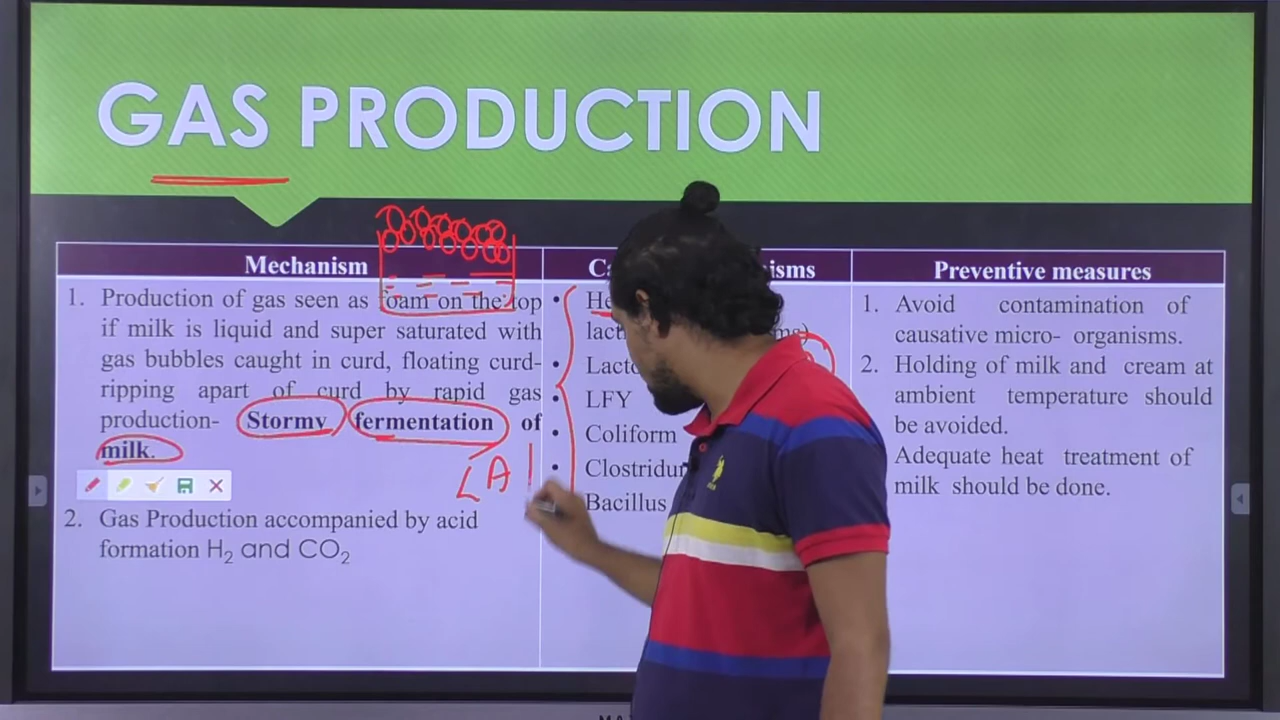 GAS PRODUCTION
Mechanism
isms
Preventive measures
1. Production of gas seen as foam on the top
if milk is liquid and super saturated with
gas bubbles caught in curd, floating curd-
ripping apart of curd by rapid gas
production- Stormy fermentation of
milk.
LA
2. Gas Production accompanied by acid
formation H₂ and CO₂
• LFY
• Coliform
• Bacillus
1. Avoid contamination of
causative micro- organisms.
2. Holding of milk and cream at
ambient temperature should
be avoided.
Adequate heat treatment of
milk should be done.